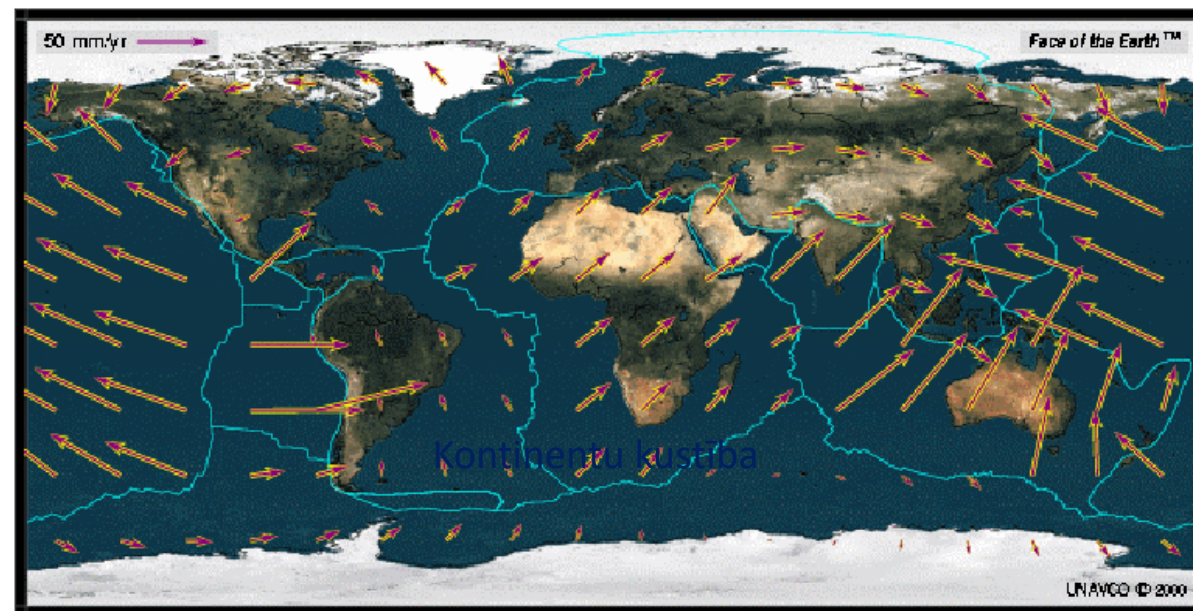 50 mm/yr
Face of the Earth™
Kontinentu kustība
UNAVCO © 2000